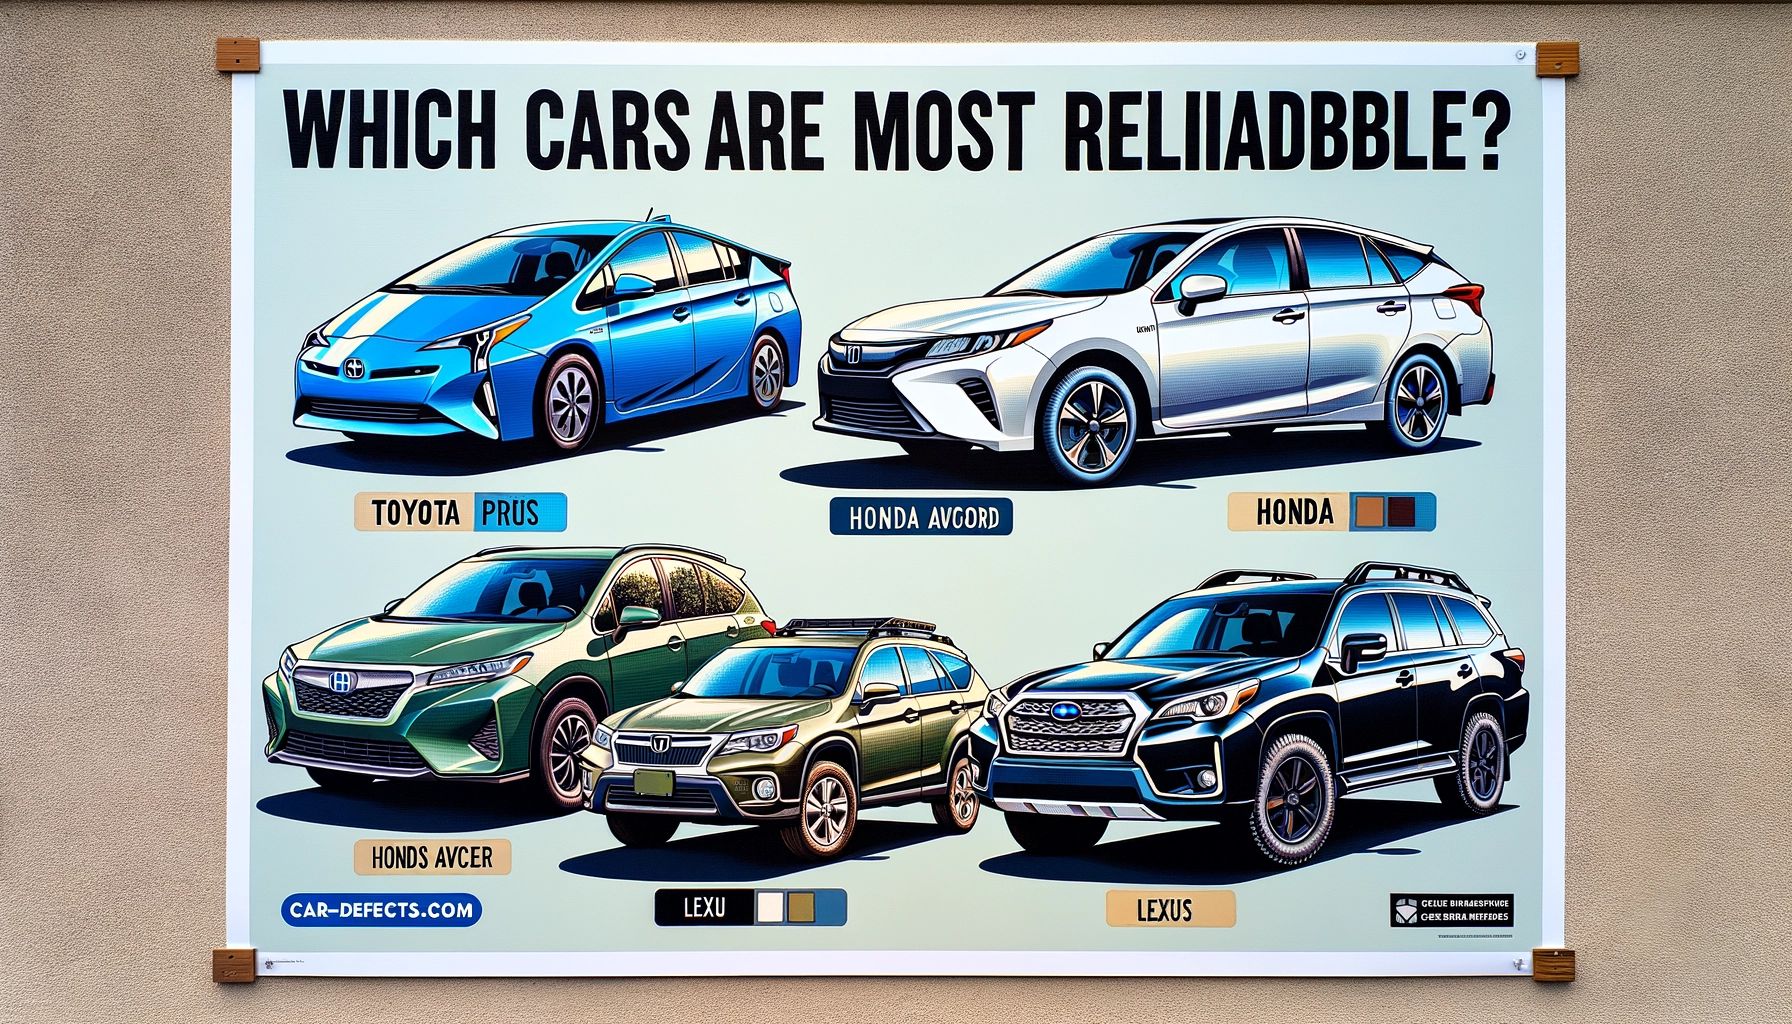 WHICH CARS ARE MOST RELIIADBBLE?
TOYOTA PRUS
HONDA AVCORD
HONDA
HONDS AVCER
LEXU
LEXUS
CAR-DEFECTS.COM